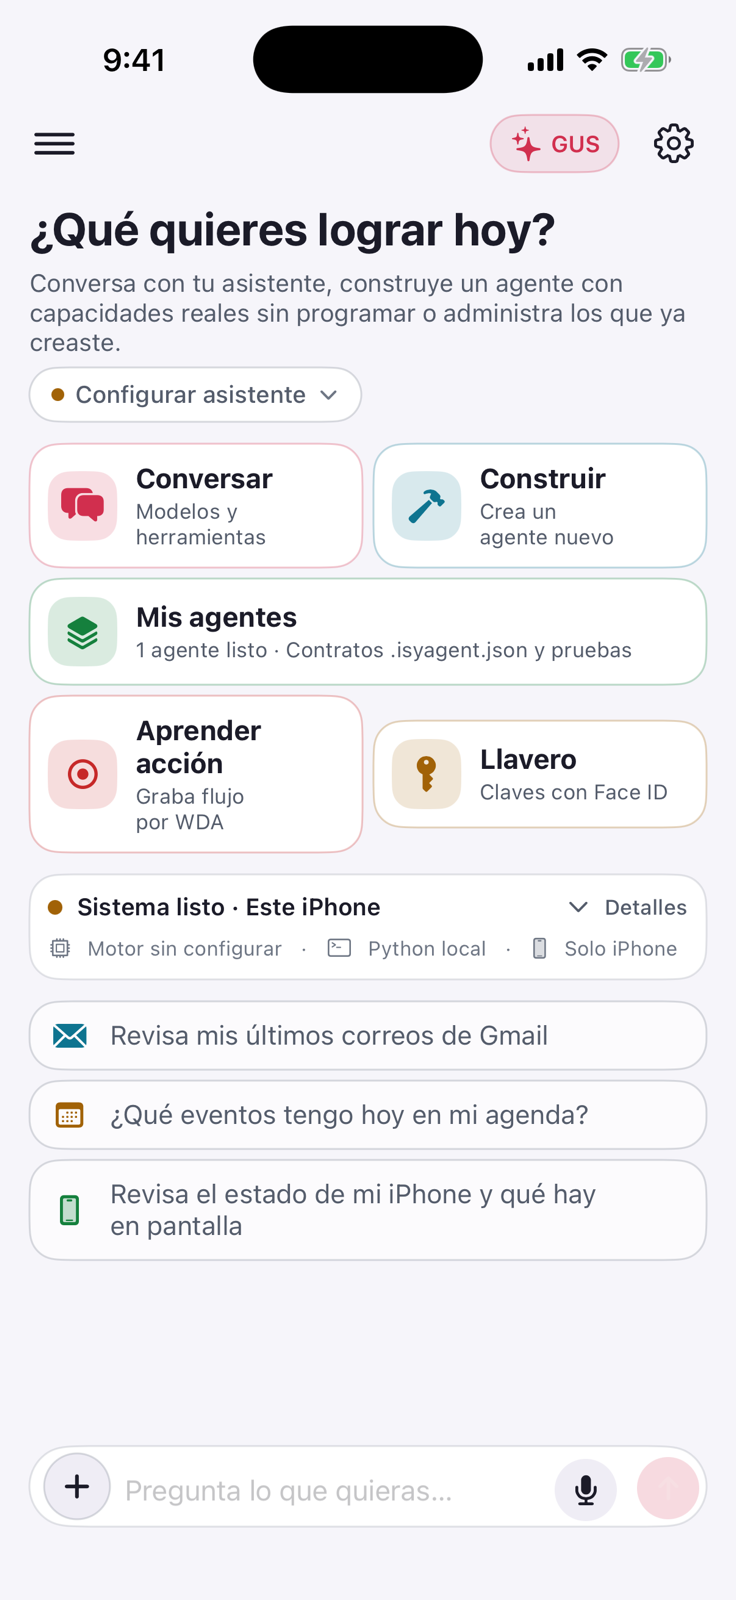 9:41
GUS
¿Qué quieres lograr hoy?
Conversa con tu asistente, construye un agente con
capacidades reales sin programar o administra los que ya
creaste.
Configurar asistente
Conversar
Modelos y
herramientas
Construir
Crea un
agente nuevo
Mis agentes
1 agente listo · Contratos .isyagent.json y pruebas
Aprender
acción
Graba flujo
por WDA
Llavero
Claves con Face ID
Sistema listo · Este iPhone
Detalles
Motor sin configurar · Python local · Solo iPhone
Revisa mis últimos correos de Gmail
¿Qué eventos tengo hoy en mi agenda?
Revisa el estado de mi iPhone y qué hay
en pantalla
Pregunta lo que quieras...